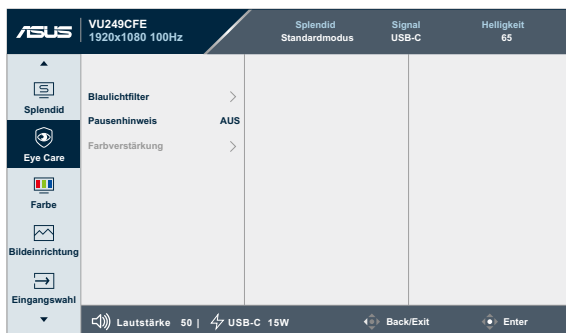 ASUS
VU249CFE
1920x1080 100Hz
Splendid
Standardmodus
Signal
USB-C
Helligkeit
65
Splendid
Eye Care
Farbe
Bildeinrichtung
Eingangswahl
Blaulichtfilter
Pausenhinweis AUS
Farbverstärkung
Lautstärke 50 | USB-C 15W
Back/Exit
Enter